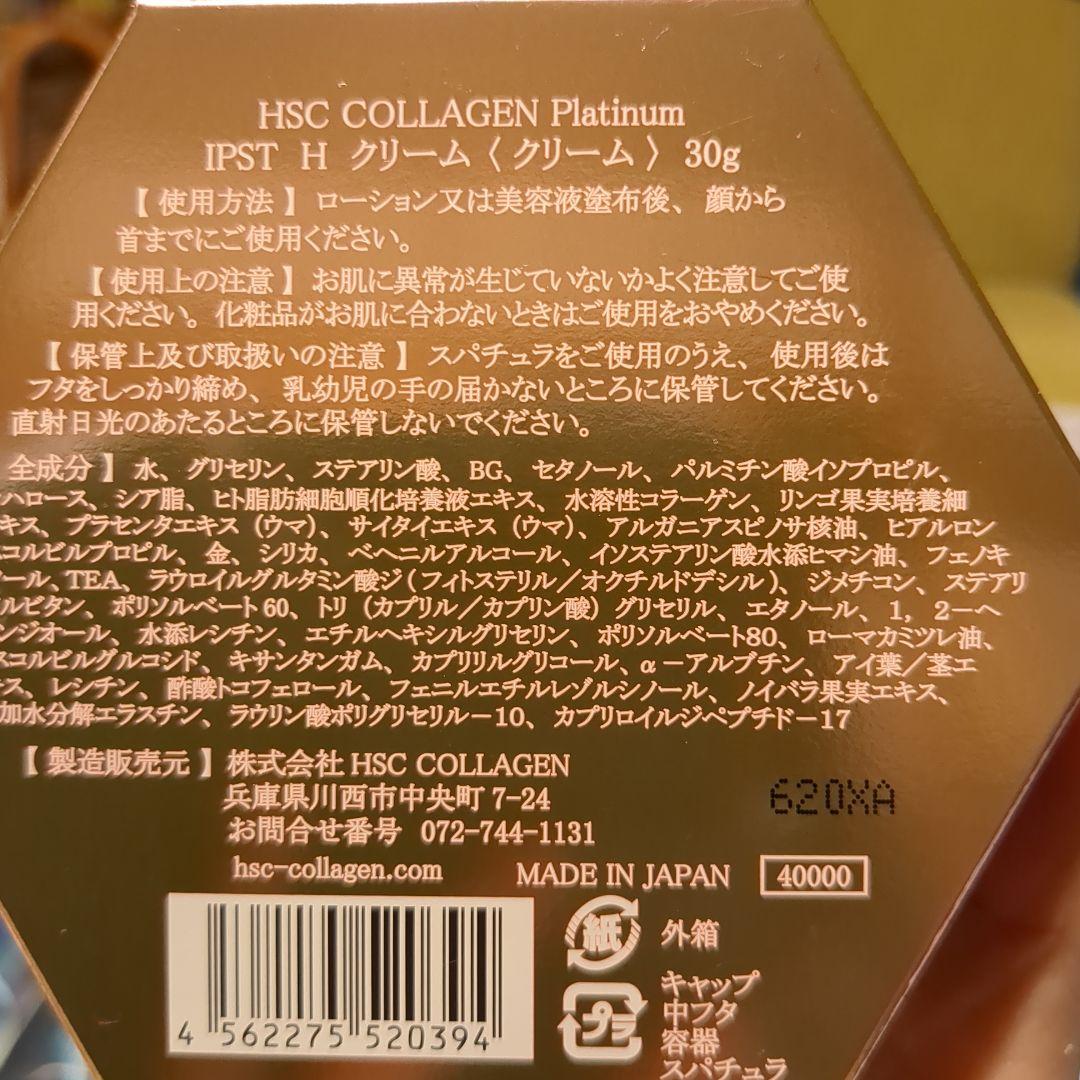 HSC COLLAGEN Platinum
IPST H クリーム〈クリーム〉 30g
【使用方法】ローション又は美容液塗布後、顔から
首までにご使用ください。
【使用上の注意】お肌に異常が生じていないかよく注意してご使
用ください。化粧品がお肌に合わないときはご使用をおやめください。
【保管上及び取扱いの注意】スパチュラをご使用のうえ、使用後は
フタをしっかり締め、乳幼児の手の届かないところに保管してください。
直射日光のあたるところに保管しないでください。
全成分】水、グリセリン、ステアリン酸、BG、セタノール、パルミチン酸イソプロピル、
ハロース、シア脂、ヒト脂肪細胞順化培養液エキス、水溶性コラーゲン、リンゴ果実培養細
キス、プラセンタエキス（ウマ）、サイタイエキス（ウマ）、アルガニアスピノサ核油、ヒアルロン
コルビルプロピル、金、シリカ、ベヘニルアルコール、イソステアリン酸水添ヒマシ油、フェノキ
ール、TEA、ラウロイルグルタミン酸ジ(フィトステリル／オクチルドデシル)、ジメチコン、ステアリ
ルビタン、ポリソルベート60、トリ（カプリル／カプリン酸）グリセリル、エタノール、1，2－ヘ
ンジオール、水添レシチン、エチルヘキシルグリセリン、ポリソルベート80、ローマカミツレ油、
スコルビルグルコシド、キサンタンガム、カプリリルグリコール、α－アルブチン、アイ葉／茎エ
ス、レシチン、酢酸トコフェロール、フェニルエチルレゾルシノール、ノイバラ果実エキス、
加水分解エラスチン、ラウリン酸ポリグリセリル－10、カプリロイルジペプチド－17
【製造販売元】株式会社 HSC COLLAGEN
兵庫県川西市中央町 7-24
620XA
お問合せ番号 072-744-1131
hsc-collagen.com
MADE IN JAPAN
40000
紙
外箱
プラ
キャップ
中フタ
容器
スパチュラ
4 562275 520394